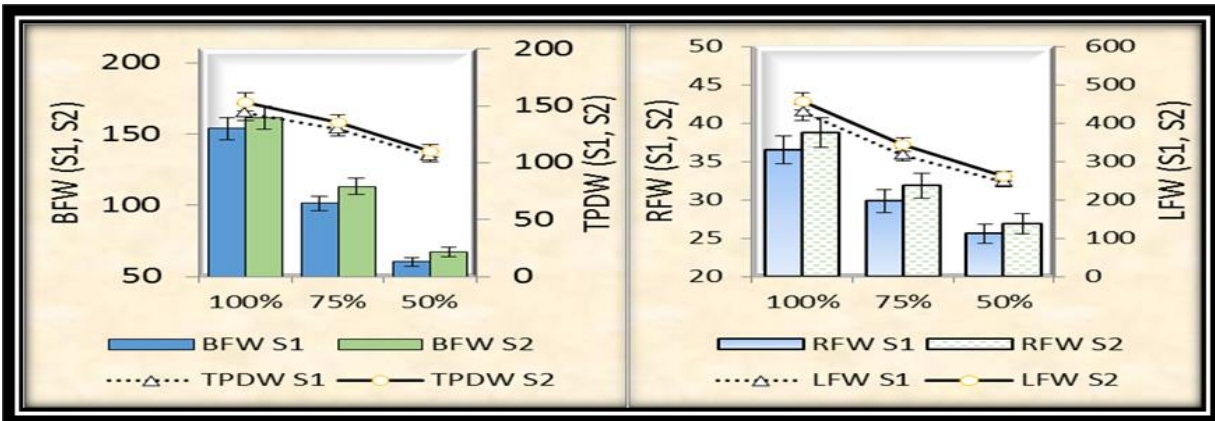 BFW (S1, S2)
200
150
100
50
200
150
100
50
0
TPDW (S1, S2)
100% 75% 50%
BFW S1 BFW S2
TPDW S1 TPDW S2
RFW (S1, S2)
50
45
40
35
30
25
20
600
500
400
300
200
100
0
LFW (S1, S2)
100% 75% 50%
RFW S1 RFW S2
LFW S1 LFW S2